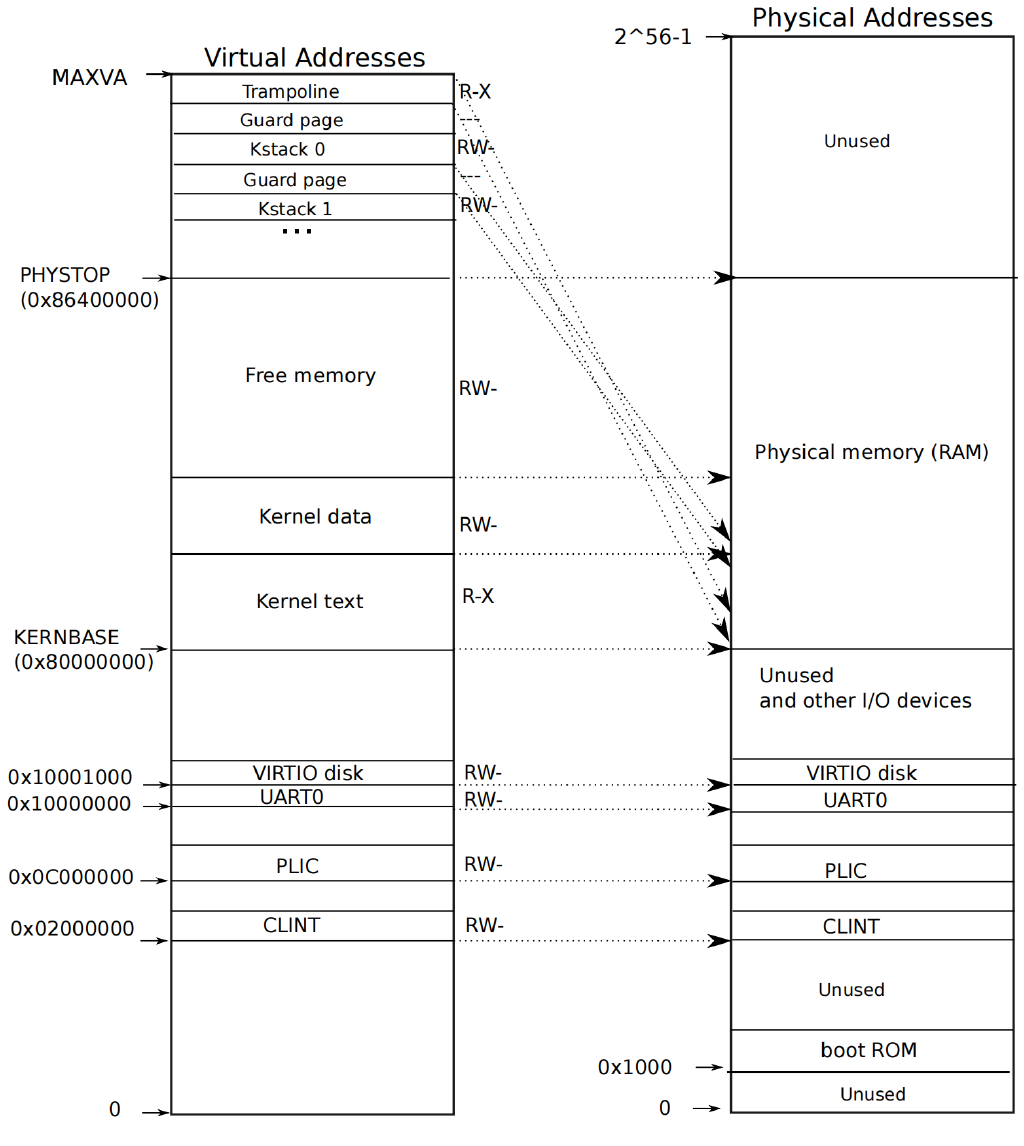 Physical Addresses
2^56-1
Virtual Addresses
MAXVA
Trampoline
R-X
Guard page
---
Unused
Kstack 0
RW-
Guard page
---
Kstack 1
RW-
...
PHYSTOP
(0x86400000)
Free memory
RW-
Physical memory (RAM)
Kernel data
RW-
Kernel text
R-X
KERNBASE
(0x80000000)
Unused
and other I/O devices
0x10001000
VIRTIO disk
RW-
VIRTIO disk
0x10000000
UART0
RW-
UART0
0x0C000000
PLIC
RW-
PLIC
0x02000000
CLINT
RW-
CLINT
Unused
boot ROM
0x1000
Unused
0
0